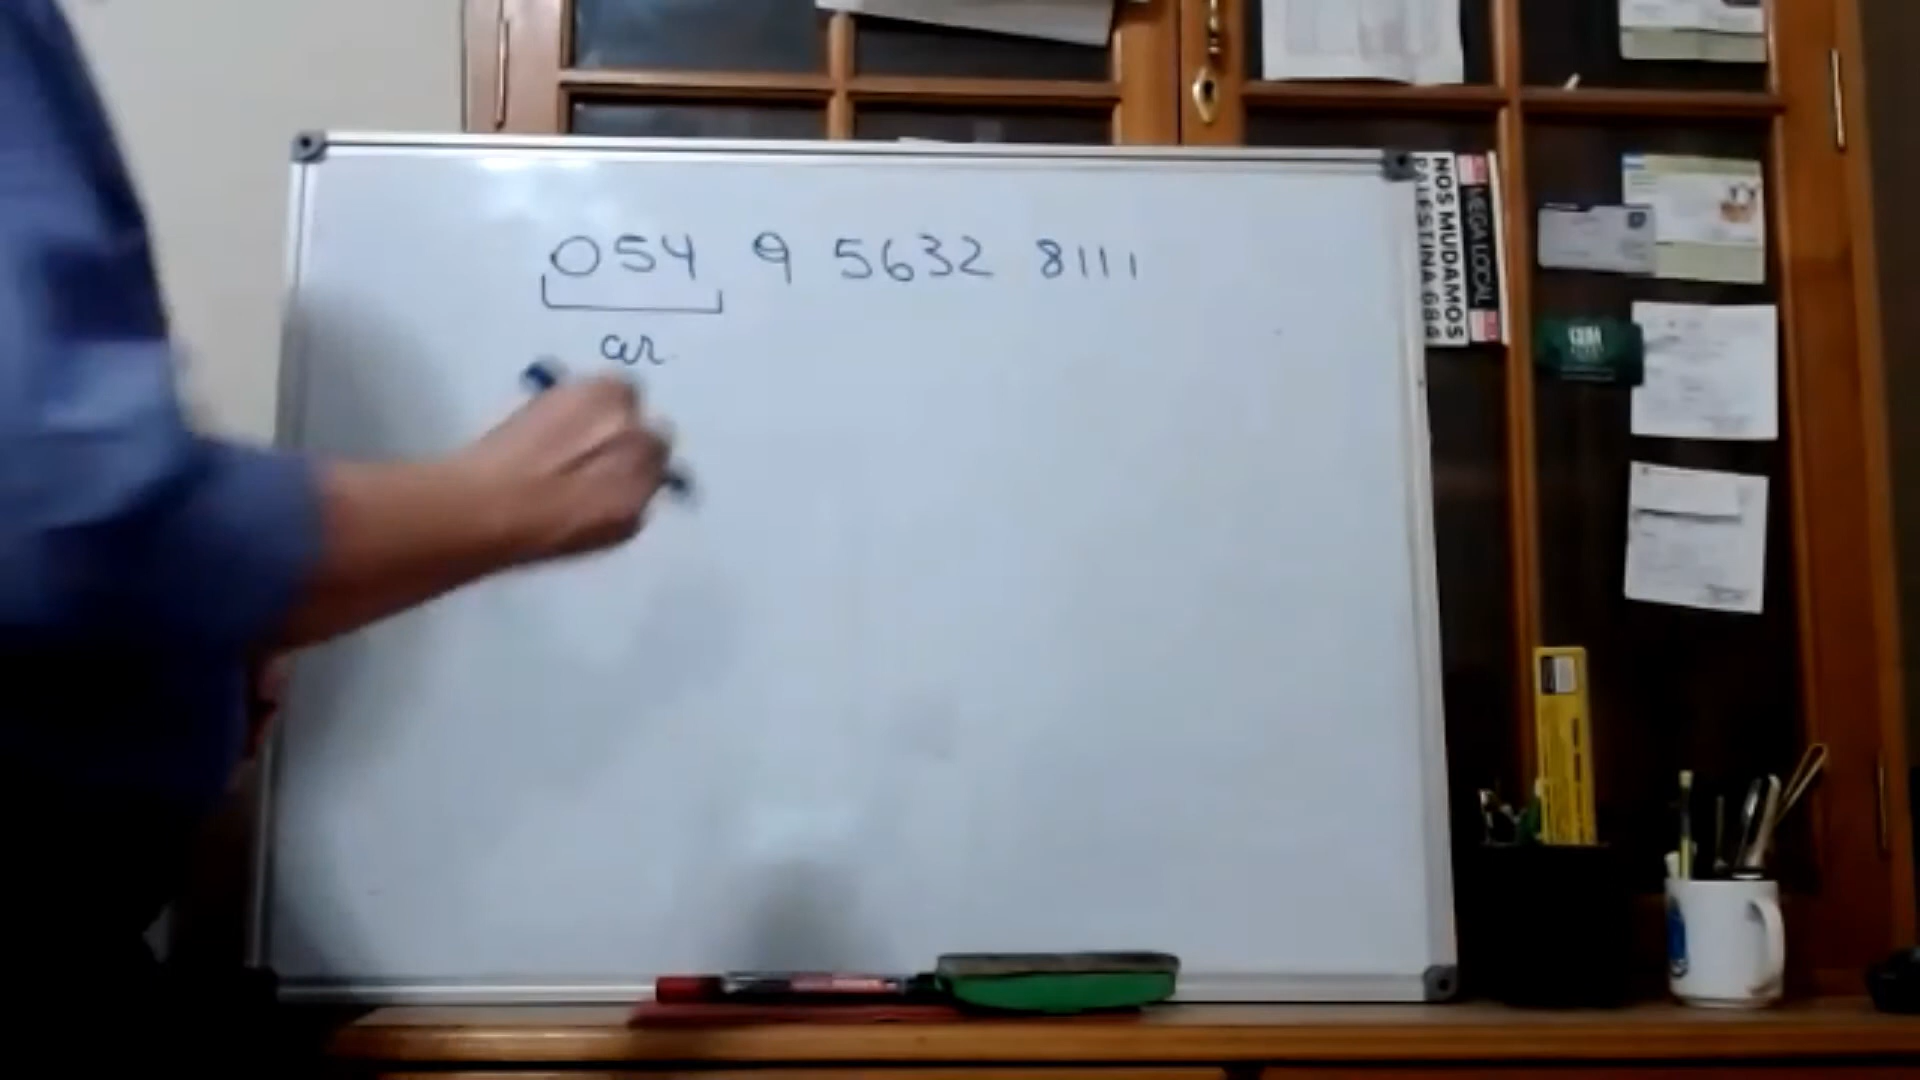 054 9 5632 8111
ar
MEGA LOCAL
NOS MUDAMOS
PALESTINA 684